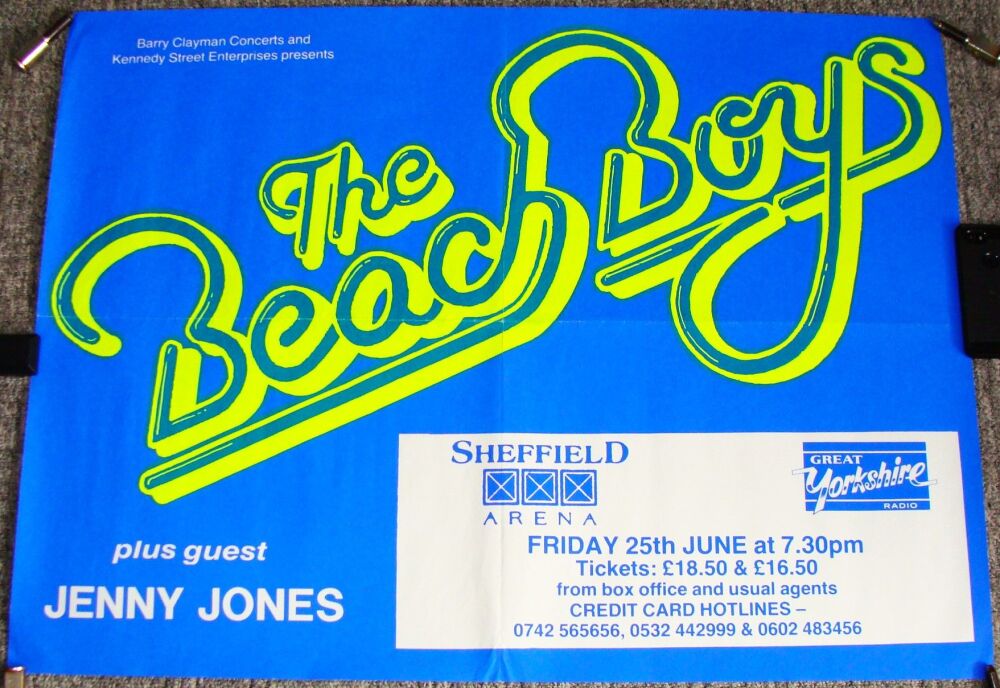 Barry Clayman Concerts and
Kennedy Street Enterprises presents
The
Beach Boys
SHEFFIELD
ARENA
GREAT
Yorkshire
RADIO
FRIDAY 25th JUNE at 7.30pm
Tickets: £18.50 & £16.50
from box office and usual agents
CREDIT CARD HOTLINES –
0742 565656, 0532 442999 & 0602 483456
plus guest
JENNY JONES